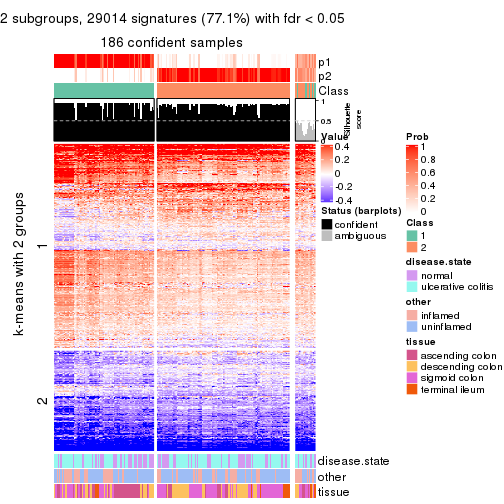 2 subgroups, 29014 signatures (77.1%) with fdr < 0.05
186 confident samples
p1
p2
Class
1
0.5
0
Silhouette
score
k-means with 2 groups
1
2
Value
0.4
0.2
0
-0.2
-0.4
Status (barplots)
confident
ambiguous
Prob
1
0.8
0.6
0.4
0.2
0
Class
1
2
disease.state
normal
ulcerative colitis
other
inflamed
uninflamed
tissue
ascending colon
descending colon
sigmoid colon
terminal ileum
disease.state
other
tissue